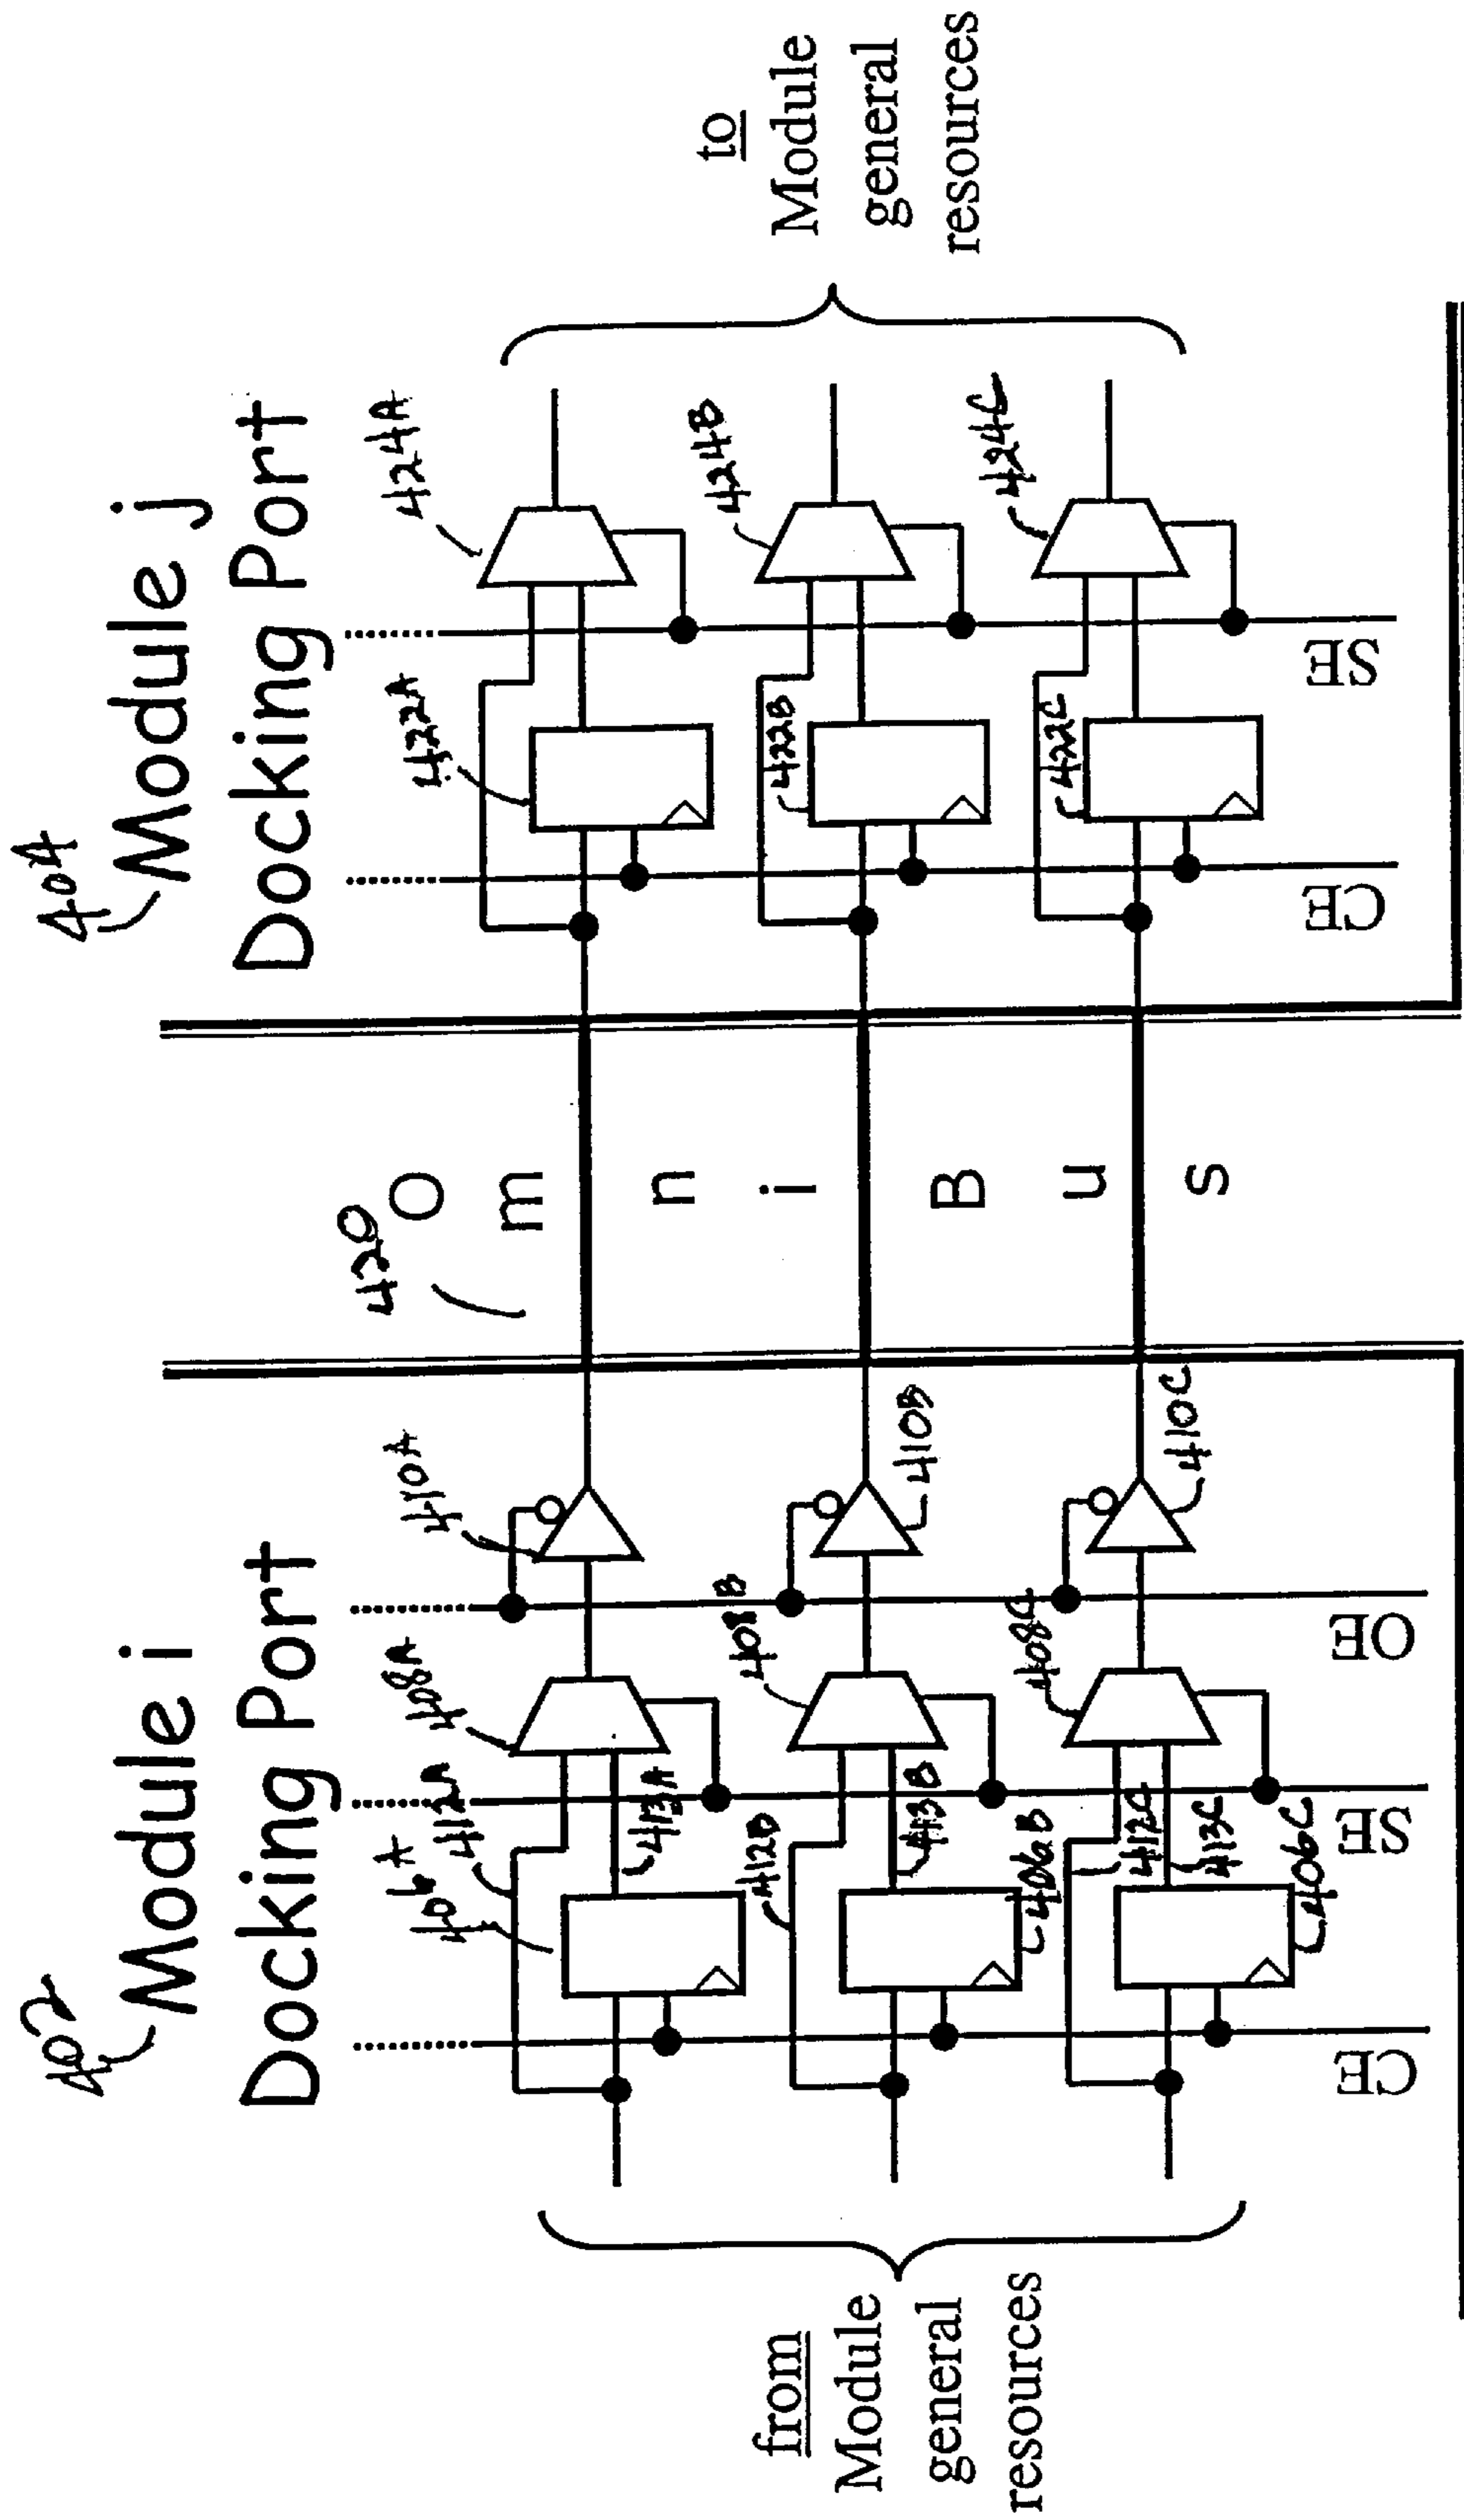 402
Module i
Docking Port
404
Module j
Docking Port
from
Module
general
resources
to
Module
general
resources
406A
412A
413A
408A
410A
412B
413B
406B
408B
410B
412C
413C
406C
408C
410C
CE
SE
OE
420
O
m
n
i
B
u
s
422A
424A
422B
424B
422C
424C
CE
SE